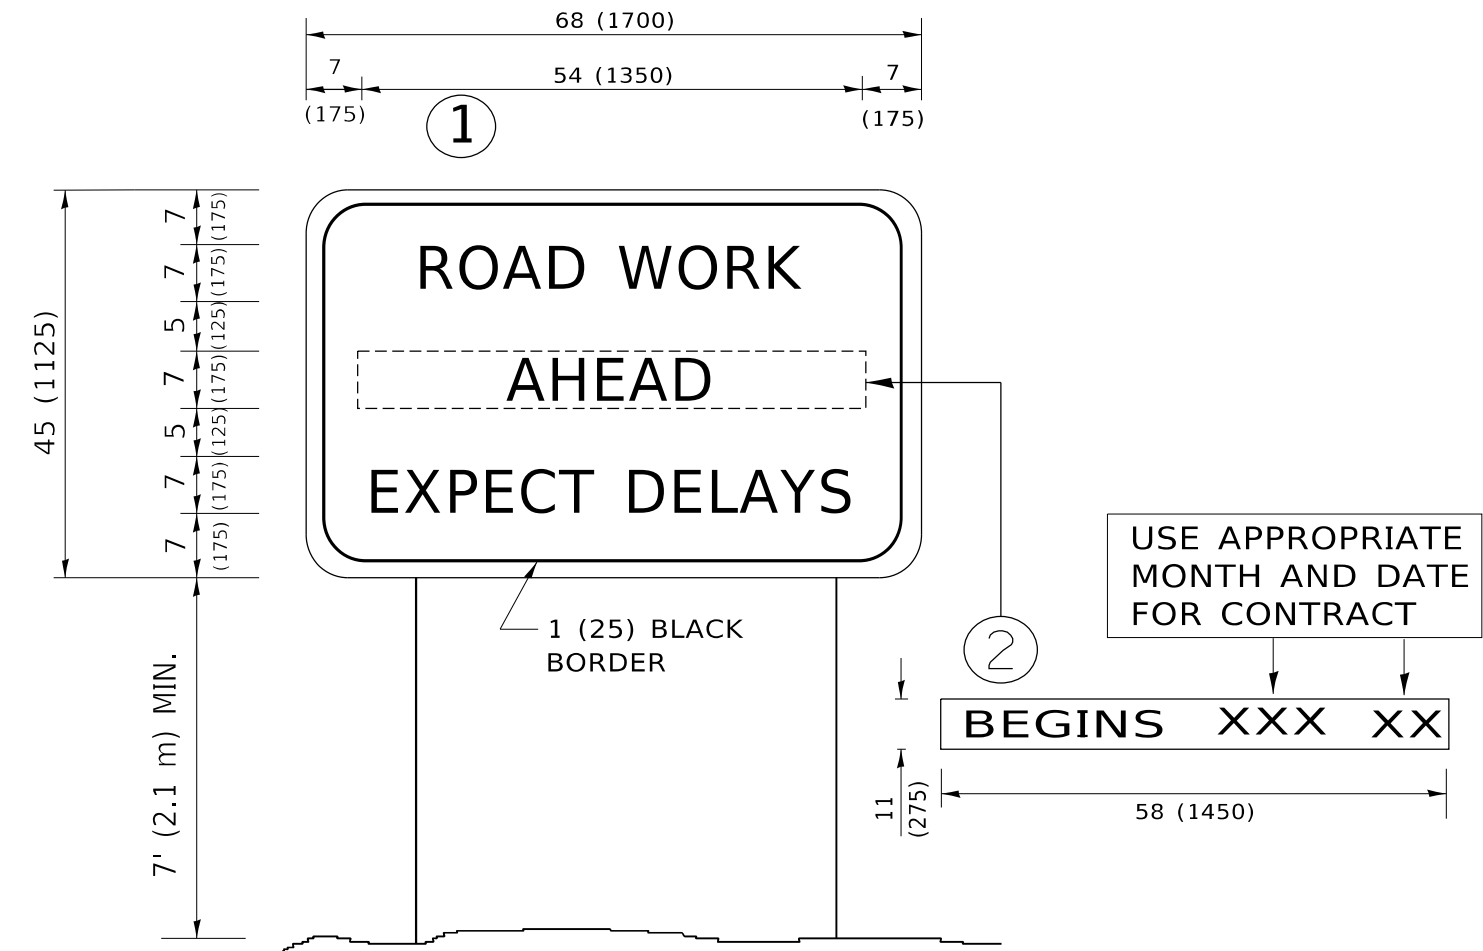 68 (1700)
7
54 (1350)
7
(175)
(175)
1
45 (1125)
7
(175)
7
(175)
5
(125)
7
(175)
5
(125)
7
(175)
7
(175)
ROAD WORK
AHEAD
EXPECT DELAYS
1 (25) BLACK
BORDER
7' (2.1 m) MIN.
USE APPROPRIATE
MONTH AND DATE
FOR CONTRACT
2
BEGINS XXX XX
11
(275)
58 (1450)